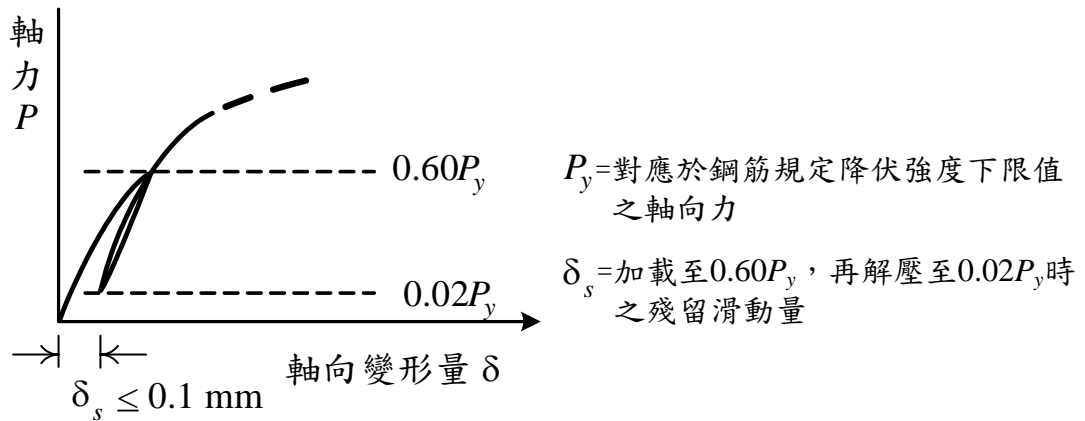 軸
力
P
0.60Py
0.02Py
軸向變形量 δ
δs ≤ 0.1 mm
Py=對應於鋼筋規定降伏強度下限值
之軸向力
δs=加載至0.60Py，再解壓至0.02Py時
之殘留滑動量